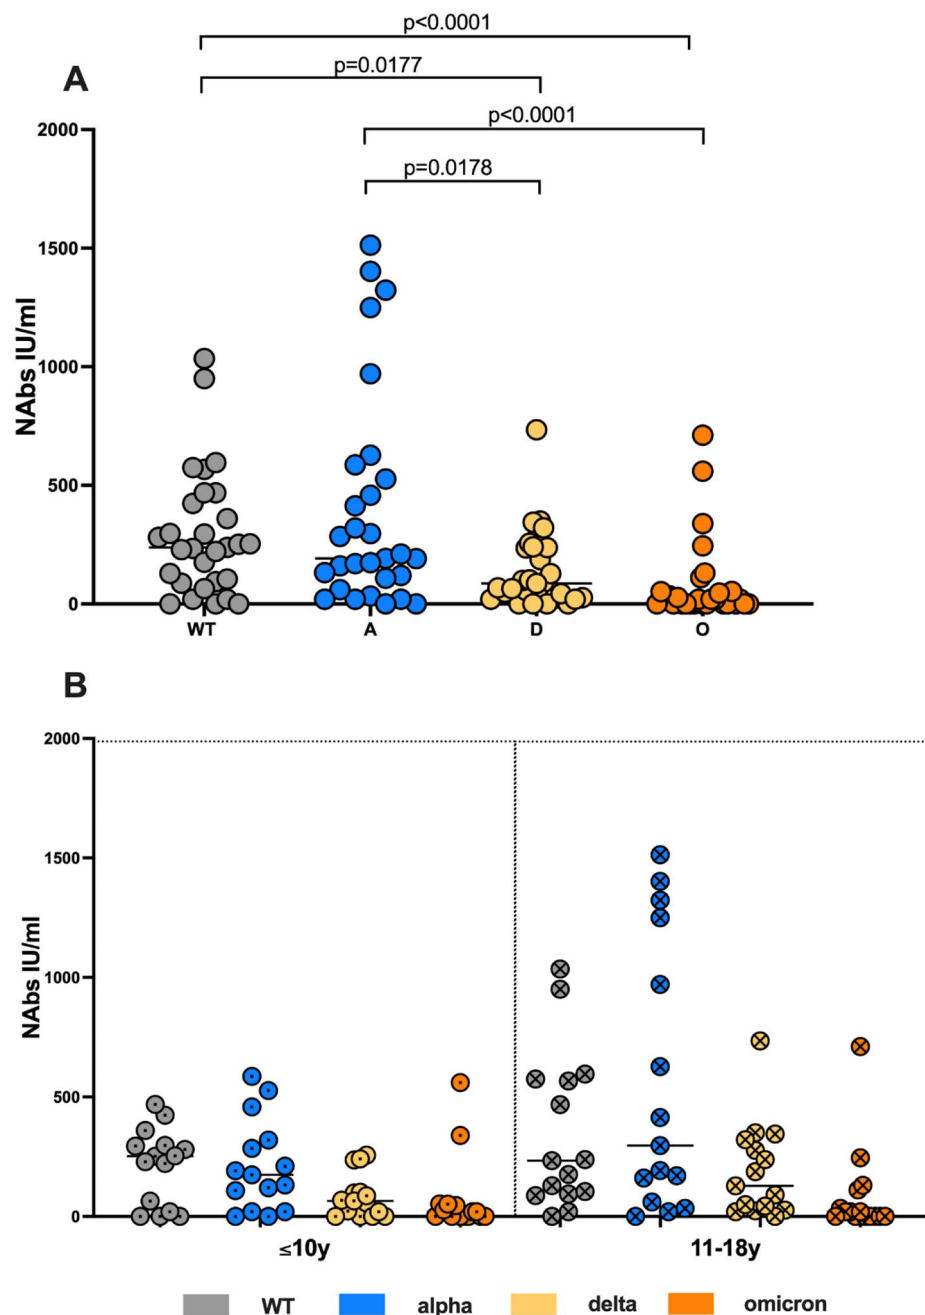 p<0.0001
A
p=0.0177
p<0.0001
p=0.0178
2000
1500
1000
500
0
NAbs IU/ml
WT A D O
B
2000
1500
1000
500
0
NAbs IU/ml
≤10y 11-18y
WT alpha delta omicron